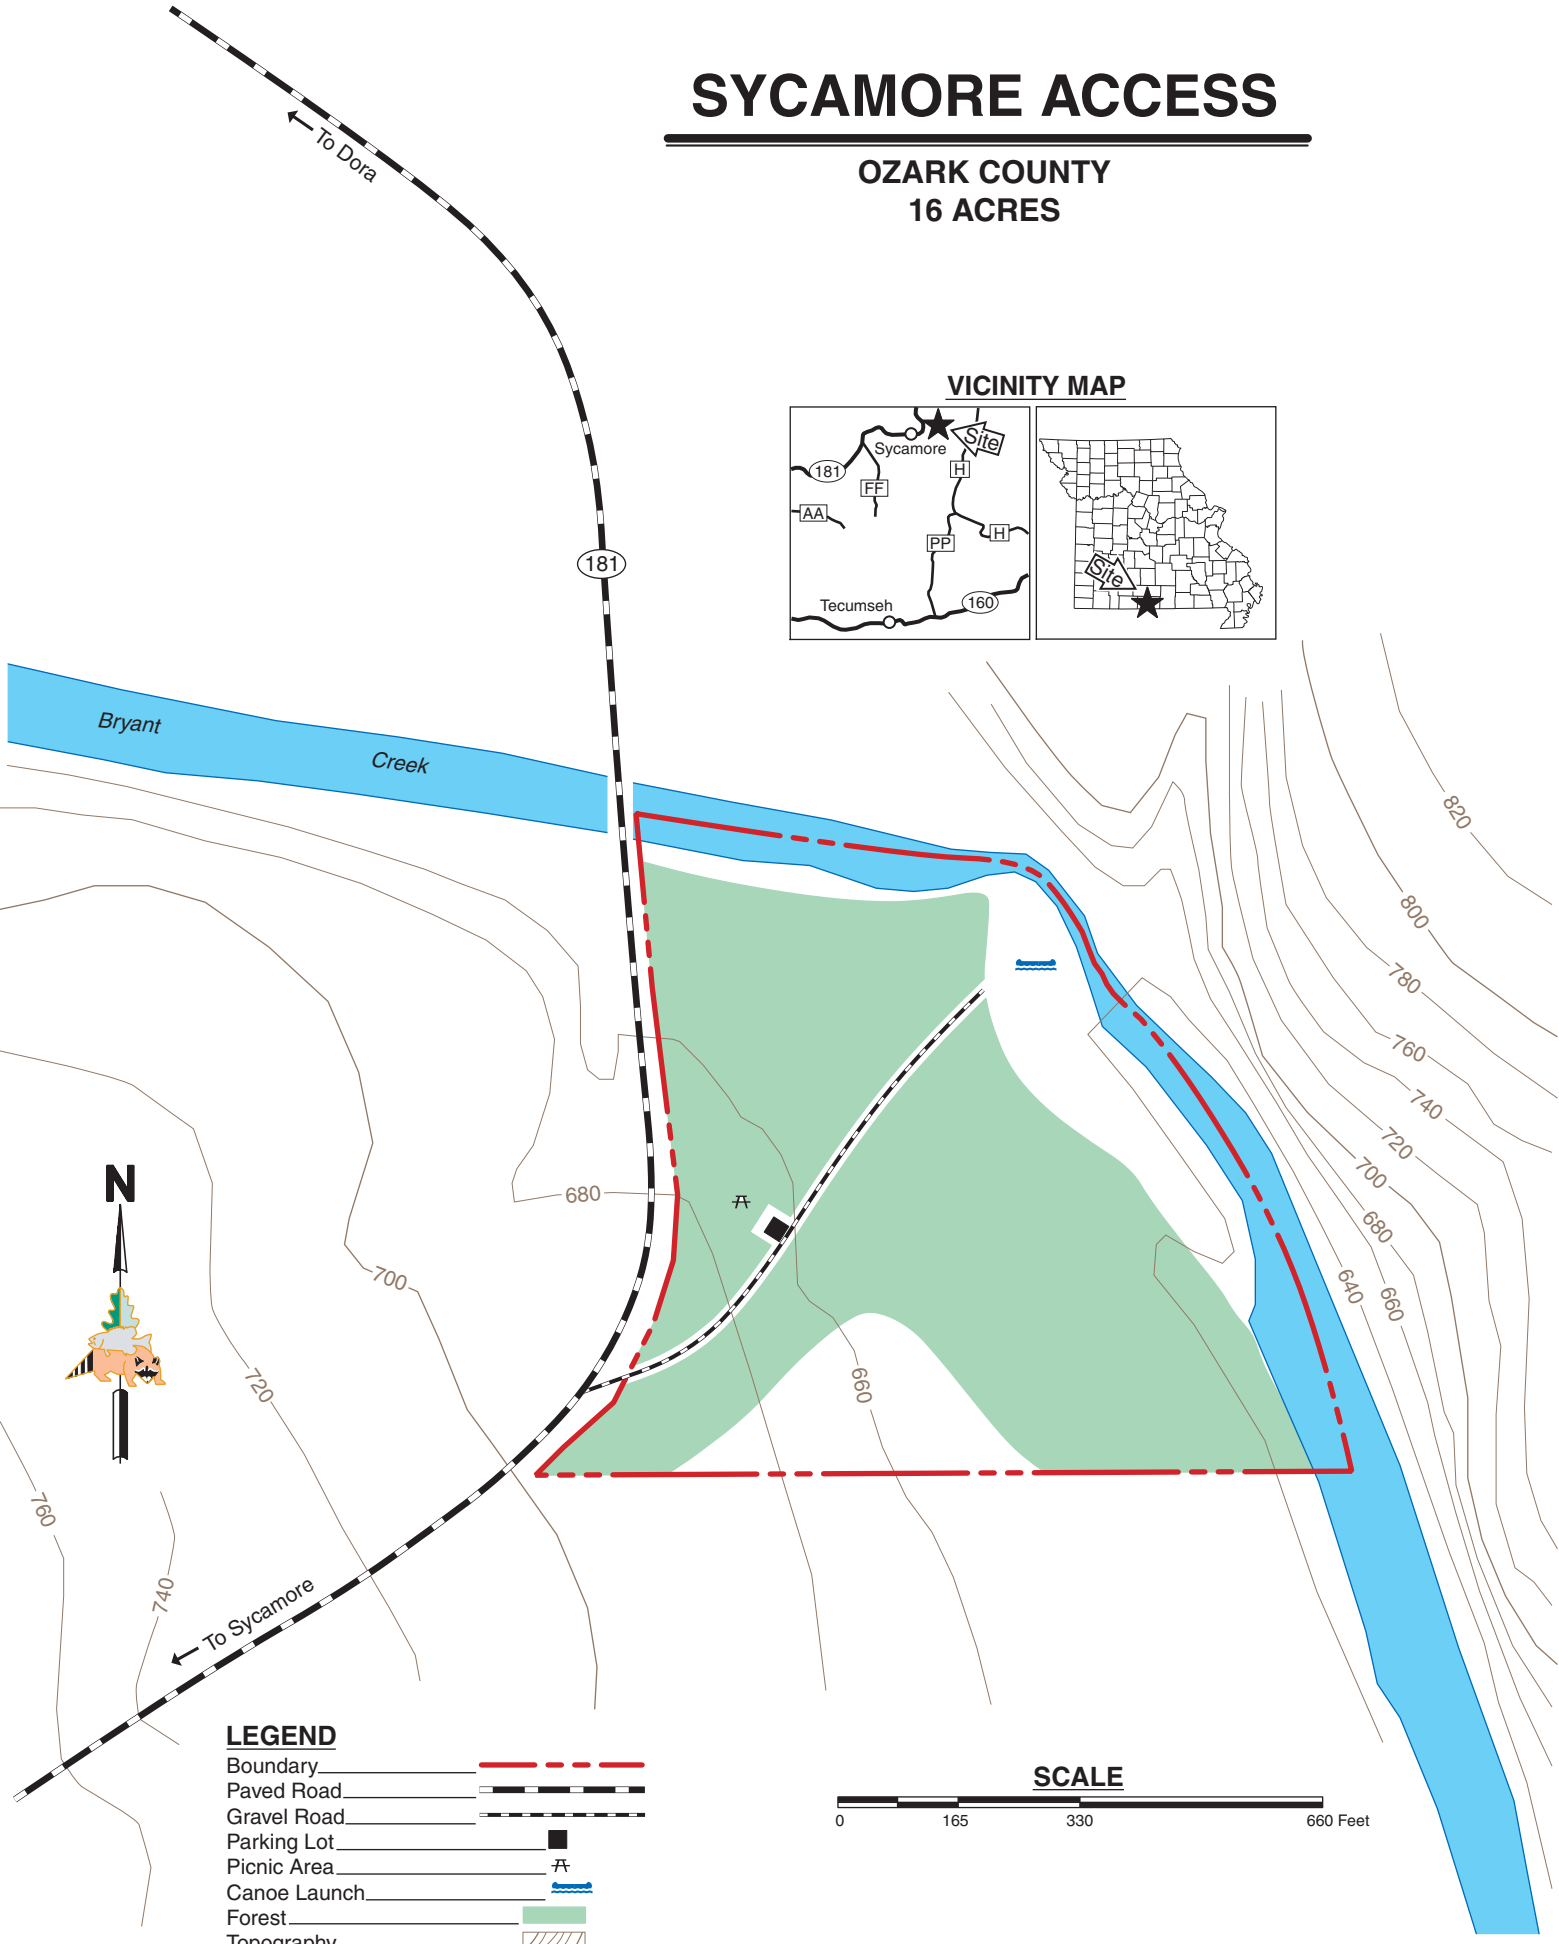 SYCAMORE ACCESS
OZARK COUNTY
16 ACRES
To Dora
VICINITY MAP
Site
Sycamore
181
H
FF
AA
H
PP
Tecumseh
160
Site
181
Bryant
Creek
820
800
780
760
740
720
700
680
660
640
680
700
720
660
760
740
N
To Sycamore
LEGEND
Boundary
Paved Road
Gravel Road
Parking Lot
Picnic Area
Canoe Launch
Forest
Topography
SCALE
0 165 330 660 Feet